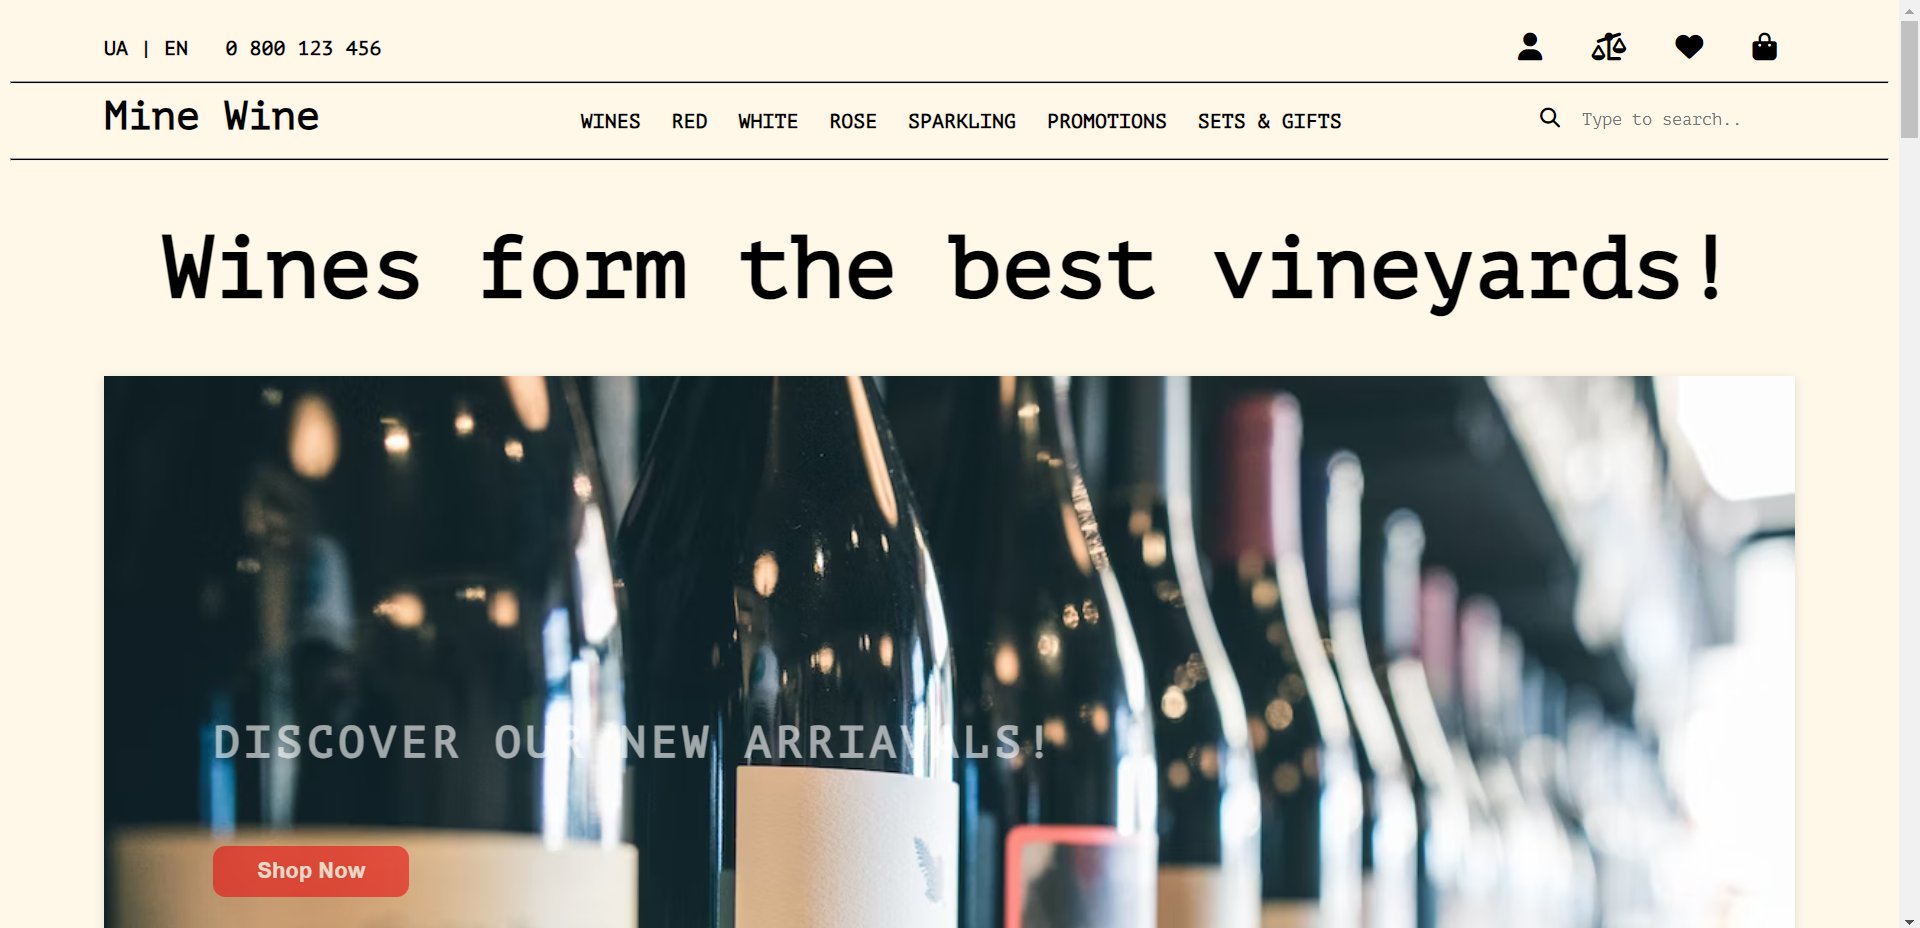 UA | EN 0 800 123 456
Mine Wine
WINES RED WHITE ROSE SPARKLING PROMOTIONS SETS & GIFTS
Type to search..
Wines form the best vineyards!
DISCOVER OUR NEW ARRIAVALS!
Shop Now